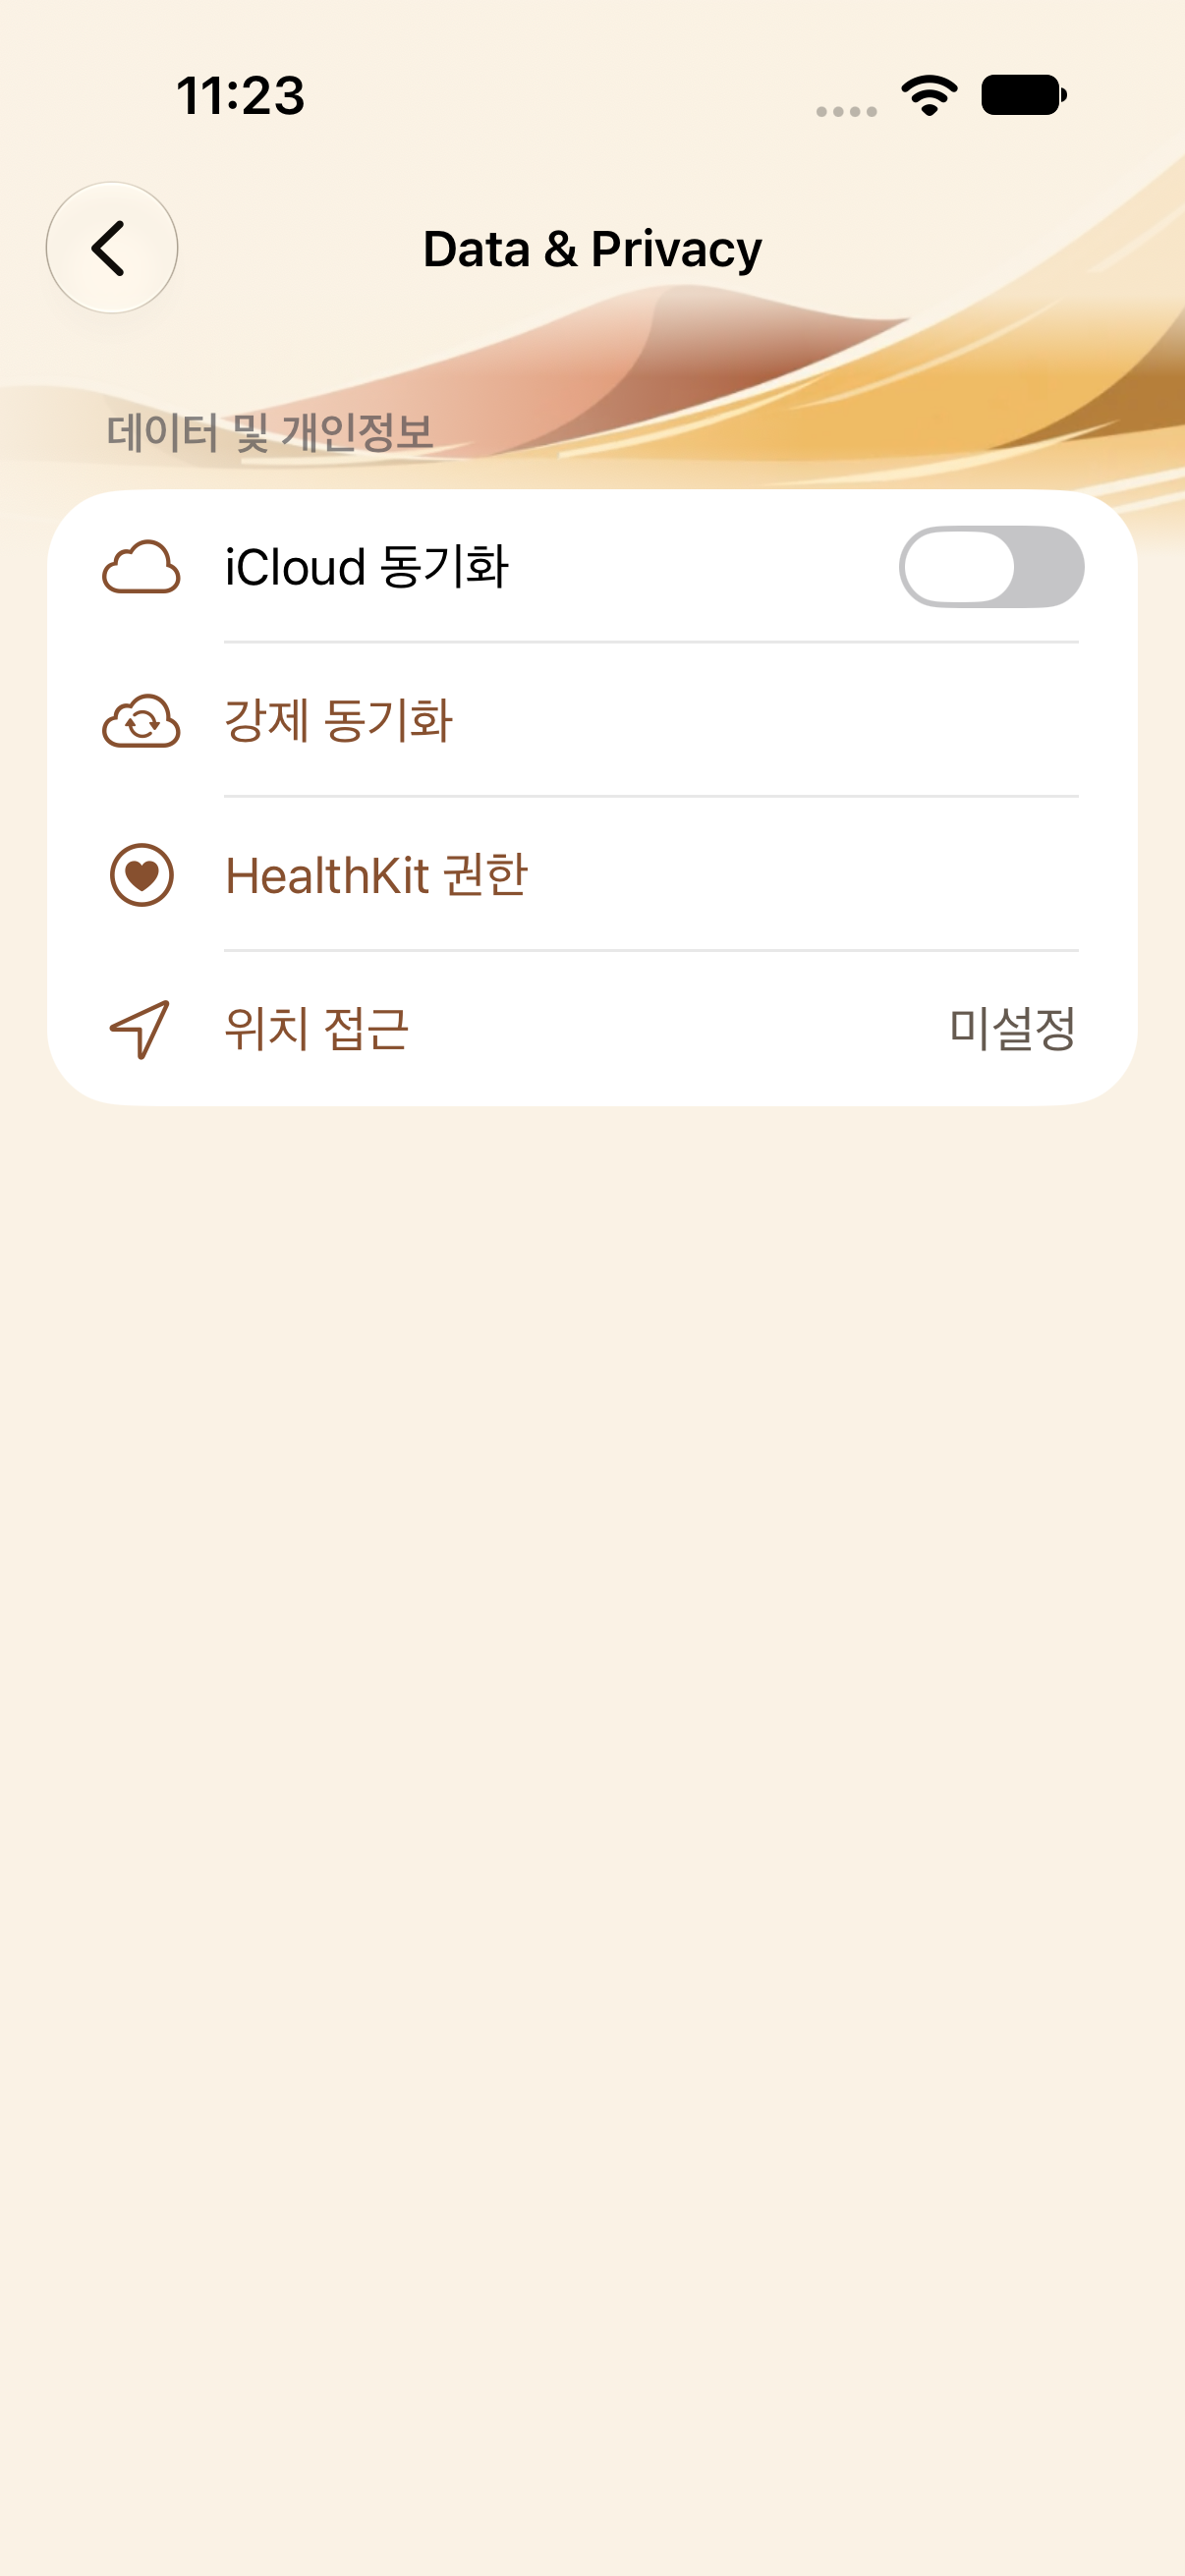 11:23
Data & Privacy
데이터 및 개인정보
iCloud 동기화
강제 동기화
HealthKit 권한
위치 접근 미설정